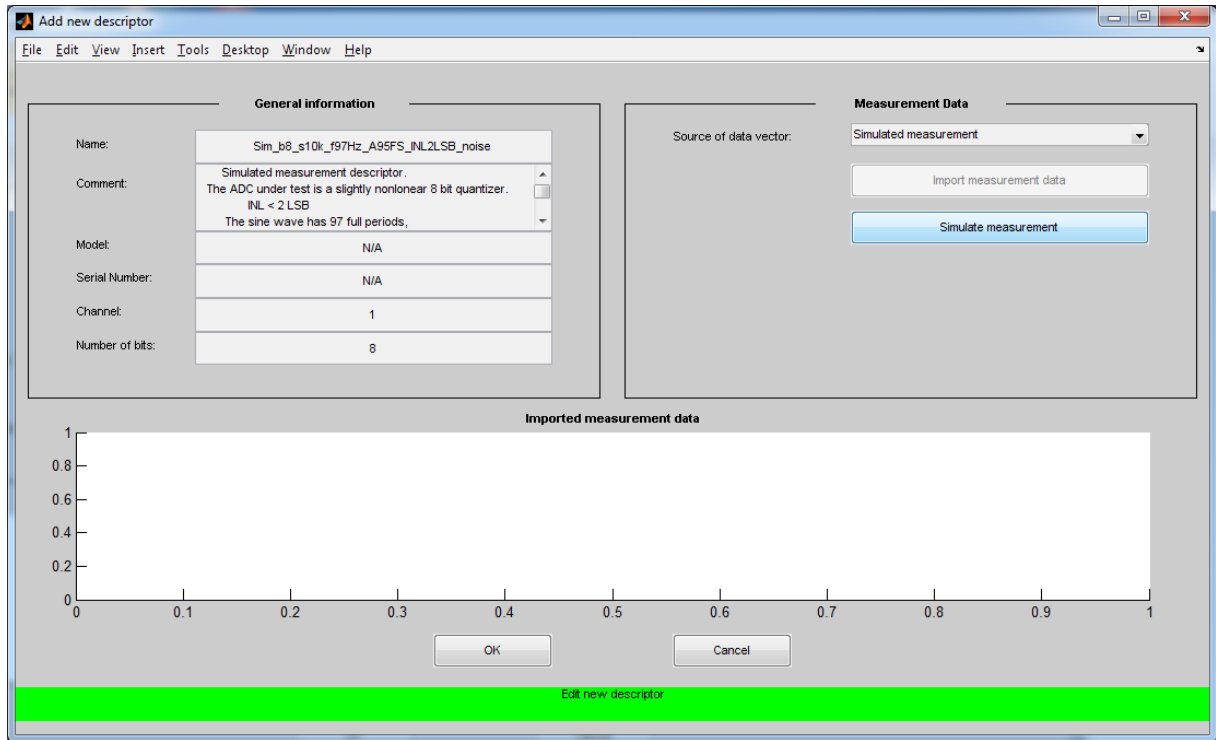 Add new descriptor
File Edit View Insert Tools Desktop Window Help
General information
Name: Sim_b8_s10k_f97Hz_A95FS_INL2LSB_noise
Comment: Simulated measurement descriptor.
The ADC under test is a slightly nonlonear 8 bit quantizer.
INL < 2 LSB
The sine wave has 97 full periods,
Model: N/A
Serial Number: N/A
Channel: 1
Number of bits: 8
Measurement Data
Source of data vector: Simulated measurement
Import measurement data
Simulate measurement
Imported measurement data
1
0.8
0.6
0.4
0.2
0
0 0.1 0.2 0.3 0.4 0.5 0.6 0.7 0.8 0.9 1
OK Cancel
Edit new descriptor